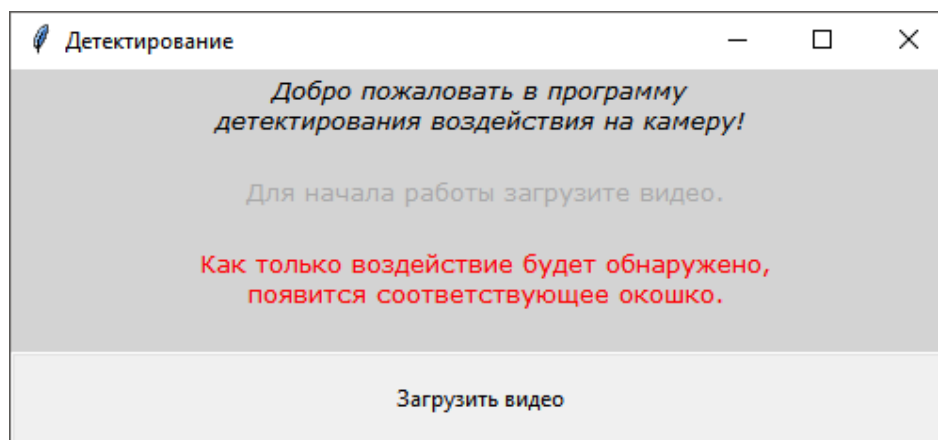 Детектирование
Добро пожаловать в программу
детектирования воздействия на камеру!
Для начала работы загрузите видео.
Как только воздействие будет обнаружено,
появится соответствующее окошко.
Загрузить видео